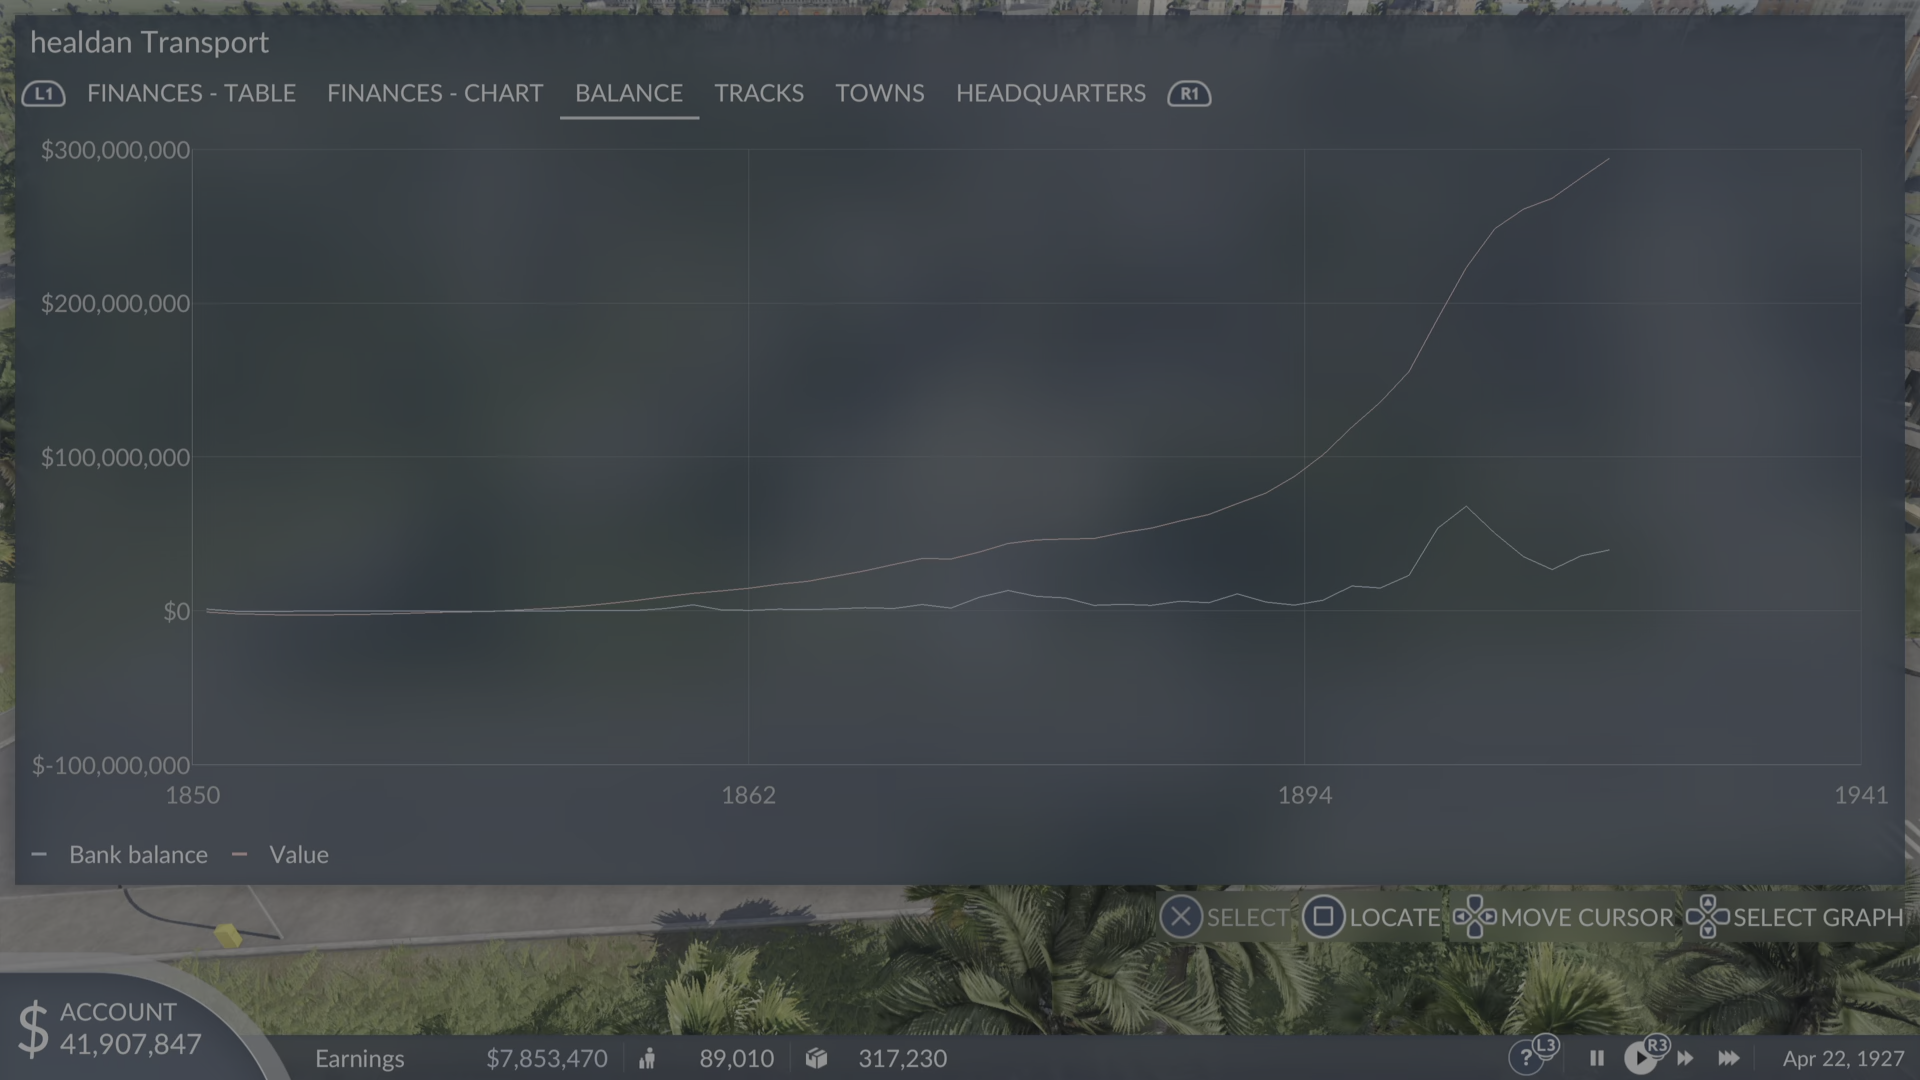 healdan Transport
L1 FINANCES - TABLE FINANCES - CHART BALANCE TRACKS TOWNS HEADQUARTERS R1
$300,000,000
$200,000,000
$100,000,000
$0
$-100,000,000
1850 1862 1894 1941
Bank balance Value
SELECT LOCATE MOVE CURSOR SELECT GRAPH
$ ACCOUNT
41,907,847
Earnings $7,853,470 89,010 317,230 ? L3 R3 Apr 22, 1927